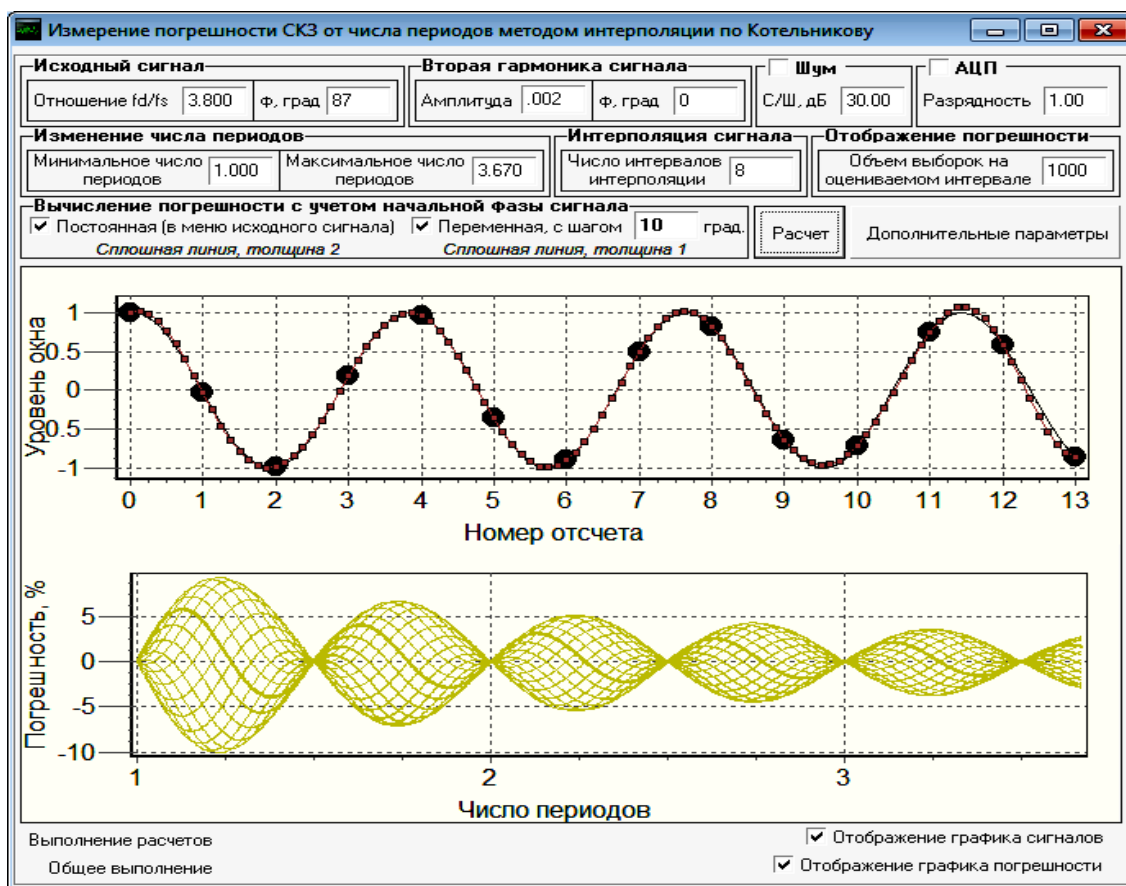 Измерение погрешности СКЗ от числа периодов методом интерполяции по Котельникову
Исходный сигнал
Отношение fd/fs 3.800 Ф, град 87
Вторая гармоника сигнала
Амплитуда .002 Ф, град 0
Шум
С/Ш, дБ 30.00
АЦП
Разрядность 1.00
Изменение числа периодов
Минимальное число периодов 1.000
Максимальное число периодов 3.670
Интерполяция сигнала
Число интервалов интерполяции 8
Отображение погрешности
Объем выборок на оцениваемом интервале 1000
Вычисление погрешности с учетом начальной фазы сигнала
Постоянная (в меню исходного сигнала) Переменная, с шагом 10 град.
Сплошная линия, толщина 2 Сплошная линия, толщина 1
Расчет
Дополнительные параметры
Уровень окна
1
0.5
0
-0.5
-1
0 1 2 3 4 5 6 7 8 9 10 11 12 13
Номер отсчета
Погрешность, %
5
0
-5
-10
1 2 3
Число периодов
Выполнение расчетов
Общее выполнение
Отображение графика сигналов
Отображение графика погрешности